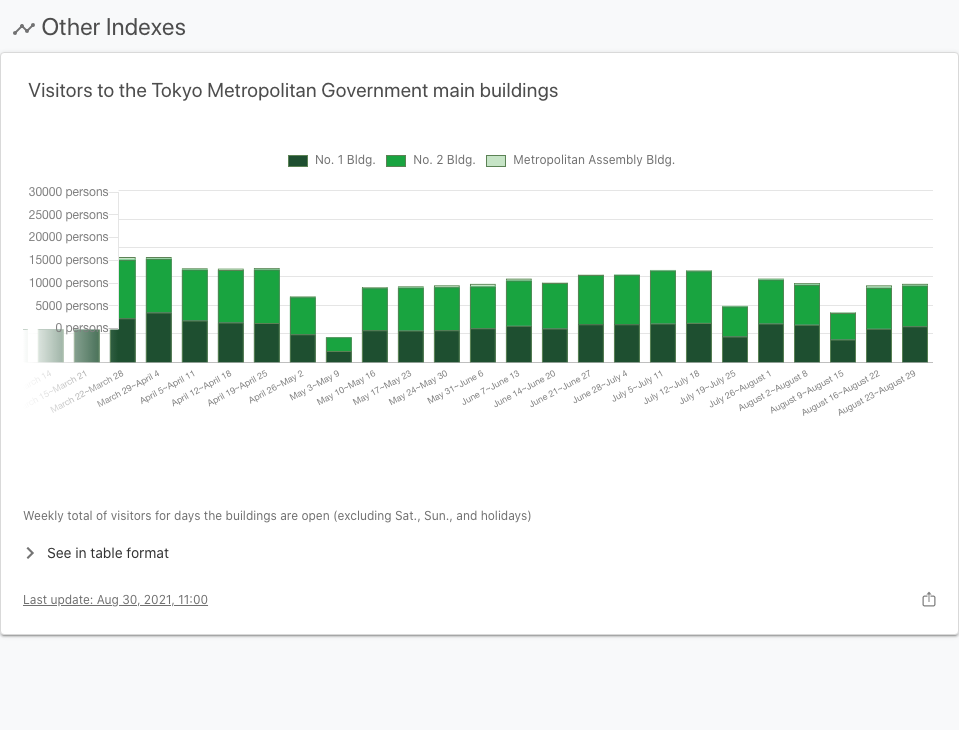 Other Indexes
Visitors to the Tokyo Metropolitan Government main buildings
No. 1 Bldg. No. 2 Bldg. Metropolitan Assembly Bldg.
30000 persons
25000 persons
20000 persons
15000 persons
10000 persons
5000 persons
0 persons
March 22~March 28
March 29~April 4
April 5~April 11
April 12~April 18
April 19~April 25
April 26~May 2
May 3~May 9
May 10~May 16
May 17~May 23
May 24~May 30
May 31~June 6
June 7~June 13
June 14~June 20
June 21~June 27
June 28~July 4
July 5~July 11
July 12~July 18
July 19~July 25
July 26~August 1
August 2~August 8
August 9~August 15
August 16~August 22
August 23~August 29
Weekly total of visitors for days the buildings are open (excluding Sat., Sun., and holidays)
See in table format
Last update: Aug 30, 2021, 11:00